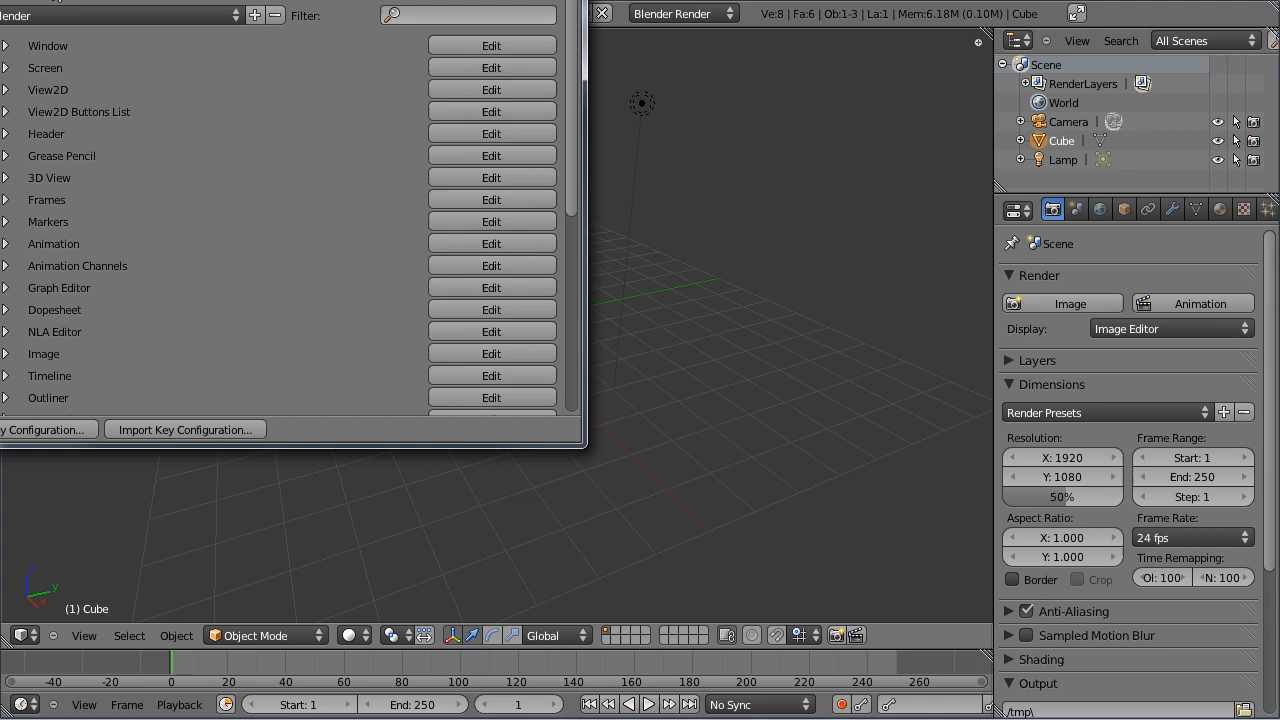 lender Filter: Blender Render Ve:8 | Fa:6 | Ob:1-3 | La:1 | Mem:6.18M (0.10M) | Cube
Window Edit
Screen Edit
View2D Edit
View2D Buttons List Edit
Header Edit
Grease Pencil Edit
3D View Edit
Frames Edit
Markers Edit
Animation Edit
Animation Channels Edit
Graph Editor Edit
Dopesheet Edit
NLA Editor Edit
Image Edit
Timeline Edit
Outliner Edit
y Configuration... Import Key Configuration...
View Search All Scenes
Scene
RenderLayers |
World
Camera |
Cube |
Lamp |
Scene
Render
Image Animation
Display: Image Editor
Layers
Dimensions
Render Presets
Resolution: Frame Range:
X: 1920 Start: 1
Y: 1080 End: 250
50% Step: 1
Aspect Ratio: Frame Rate:
X: 1.000 24 fps
Y: 1.000 Time Remapping:
Border Crop Ol: 100 N: 100
Anti-Aliasing
Sampled Motion Blur
Shading
Output
/tmp\
y
x
(1) Cube
View Select Object Object Mode Global
-40 -20 0 20 40 60 80 100 120 140 160 180 200 220 240 260
View Frame Playback Start: 1 End: 250 1 No Sync